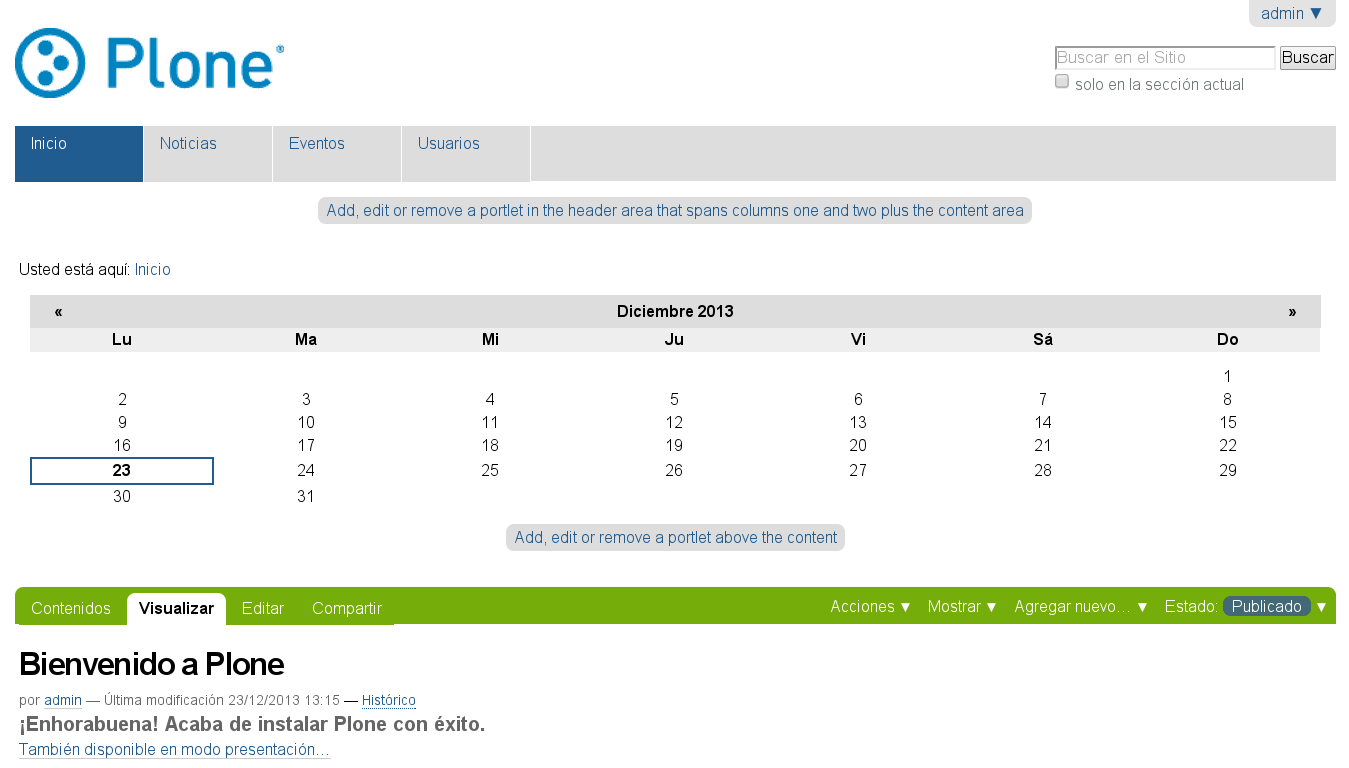 admin ▼
Plone®
Buscar en el Sitio Buscar
solo en la sección actual
Inicio Noticias Eventos Usuarios
Add, edit or remove a portlet in the header area that spans columns one and two plus the content area
Usted está aquí: Inicio
« Diciembre 2013 »
Lu Ma Mi Ju Vi Sá Do
1
2 3 4 5 6 7 8
9 10 11 12 13 14 15
16 17 18 19 20 21 22
23 24 25 26 27 28 29
30 31
Add, edit or remove a portlet above the content
Contenidos Visualizar Editar Compartir Acciones ▼ Mostrar ▼ Agregar nuevo… ▼ Estado: Publicado ▼
Bienvenido a Plone
por admin — Última modificación 23/12/2013 13:15 — Histórico
¡Enhorabuena! Acaba de instalar Plone con éxito.
También disponible en modo presentación…